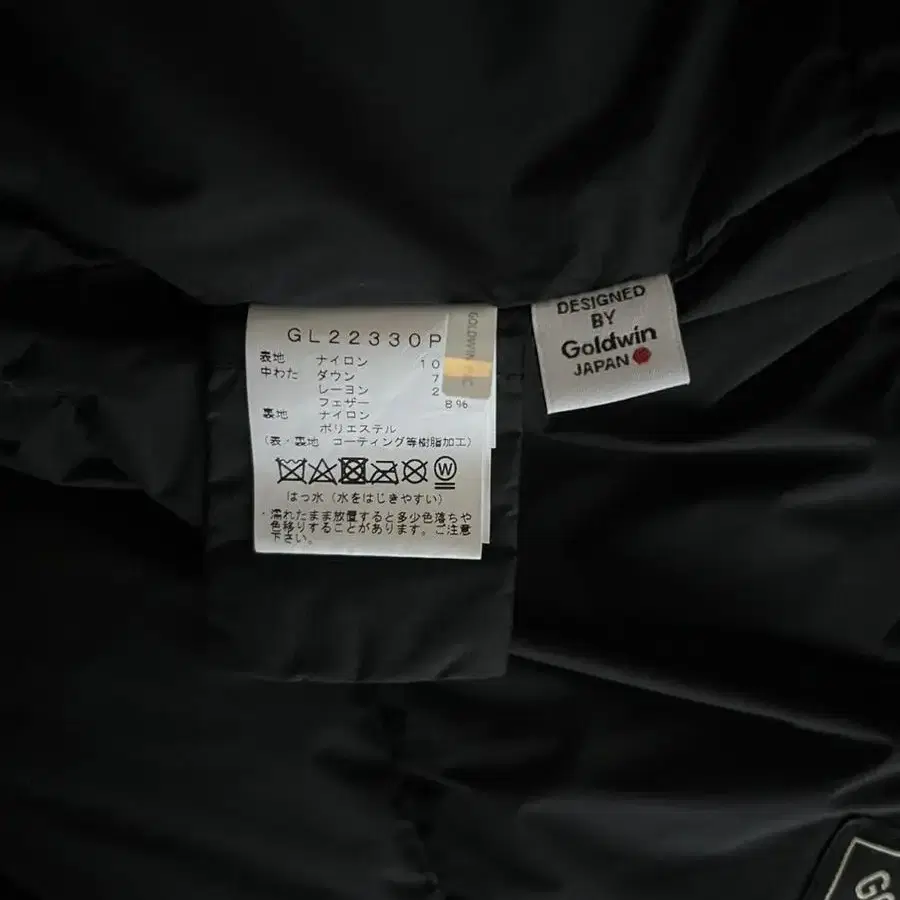 GL22330P
表地 ナイロン 10
中わた ダウン 7
レーヨン 2
フェザー 8%
裏地 ナイロン
ポリエステル
(表・裏地 コーティング等樹脂加工)
W
はっ水 (水をはじきやすい)
・濡れたまま放置すると多少色落ちや
色移りすることがあります。ご注意
下さい。
GOLDWIN INC
DESIGNED
BY
Goldwin
JAPAN
GO